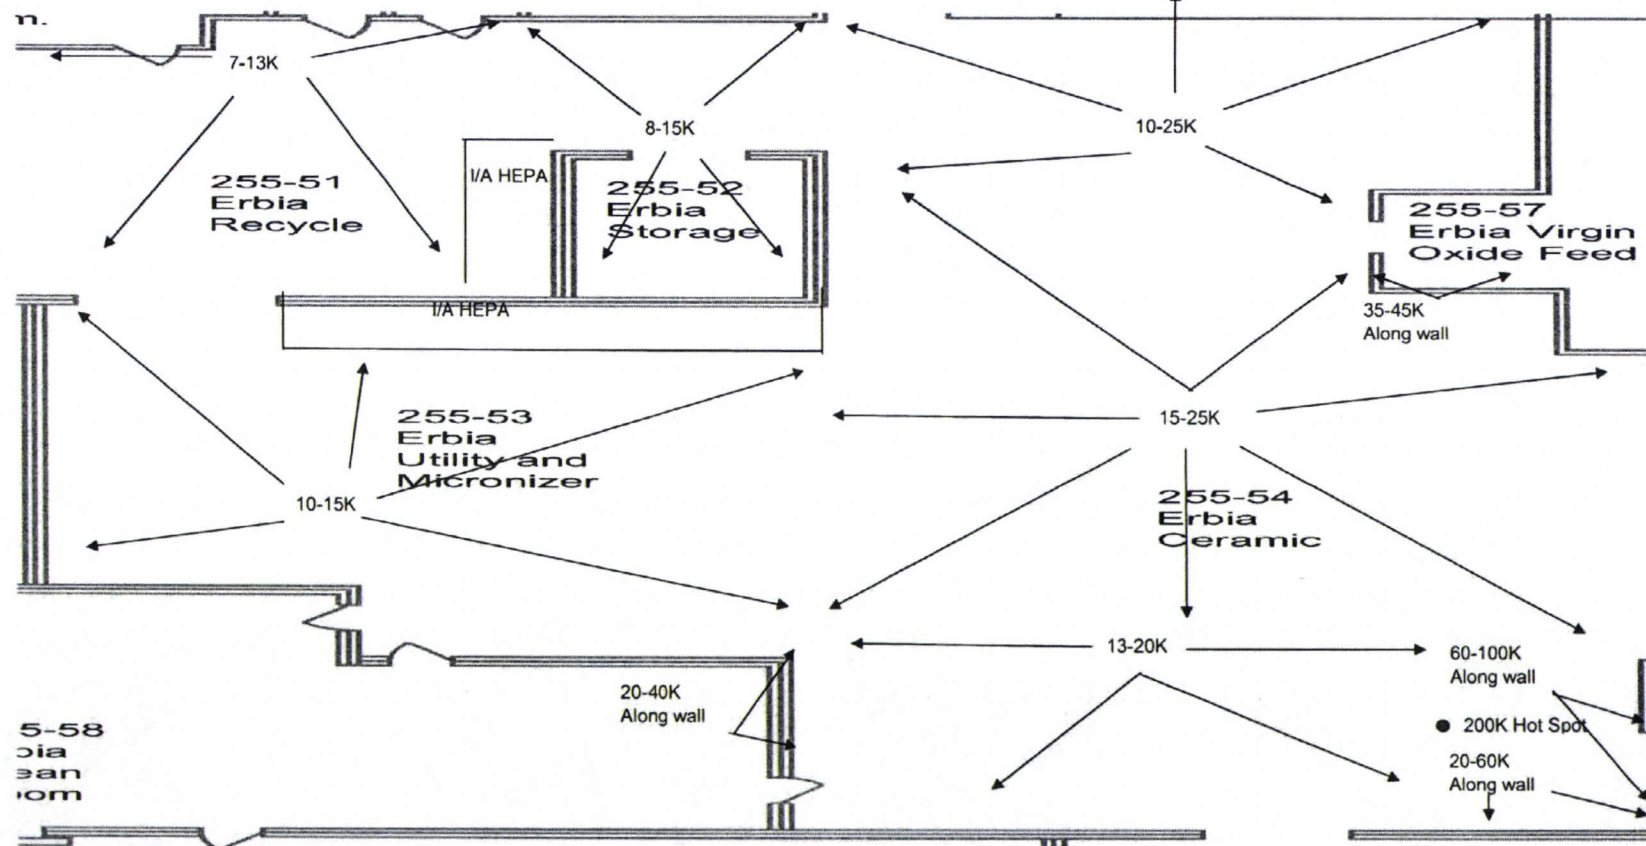 m.
7-13K
8-15K
10-25K
I/A HEPA
255-51
Erbia
Recycle
255-52
Erbia
Storage
255-57
Erbia Virgin
Oxide Feed
I/A HEPA
35-45K
Along wall
255-53
Erbia
Utility and
Micronizer
15-25K
10-15K
255-54
Erbia
Ceramic
13-20K
60-100K
Along wall
20-40K
Along wall
200K Hot Spot
5-58
bia
ean
om
20-60K
Along wall